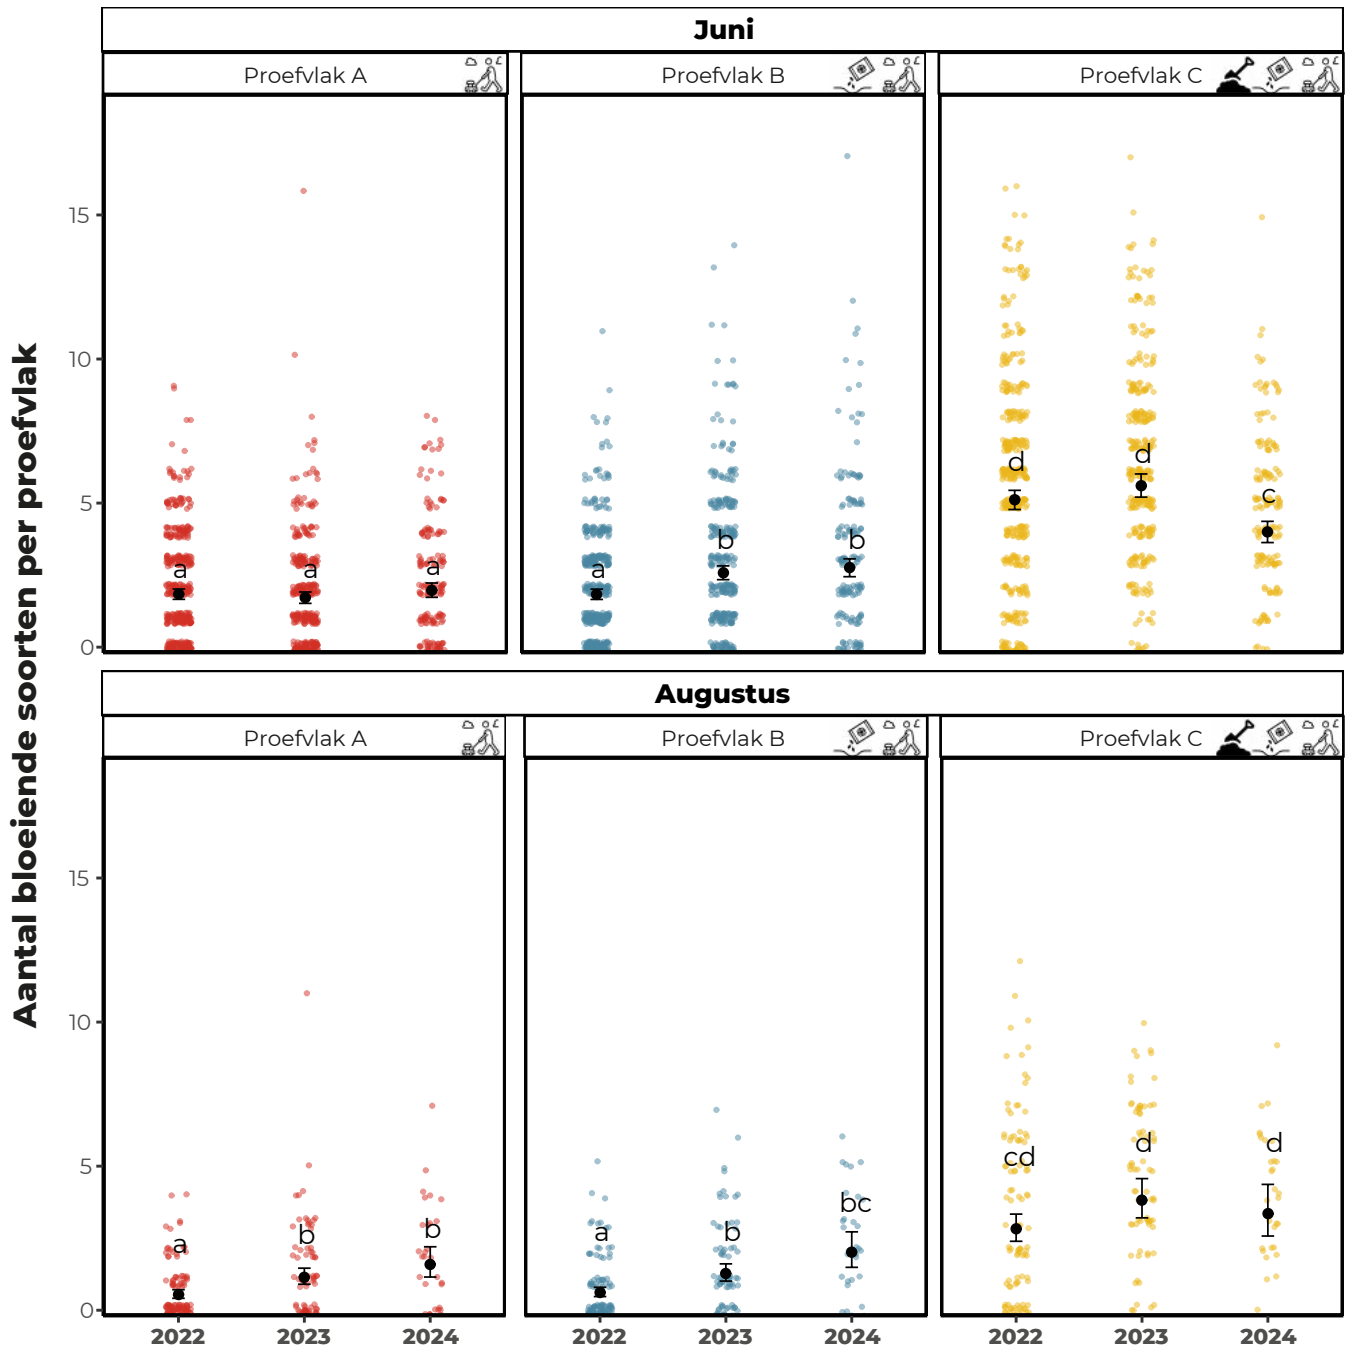 Juni
Proefvlak A
Proefvlak B
Proefvlak C
Aantal bloeiende soorten per proefvlak
15
10
5
0
a
a
a
a
b
b
d
d
c
Augustus
Proefvlak A
Proefvlak B
Proefvlak C
15
10
5
0
a
b
b
a
b
bc
cd
d
d
2022
2023
2024
2022
2023
2024
2022
2023
2024